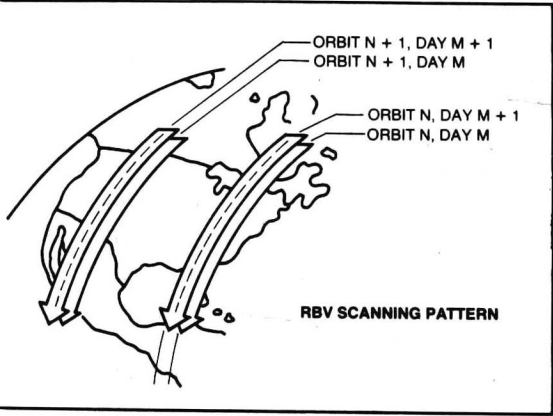 ORBIT N + 1, DAY M + 1
ORBIT N + 1, DAY M
ORBIT N, DAY M + 1
ORBIT N, DAY M
RBV SCANNING PATTERN